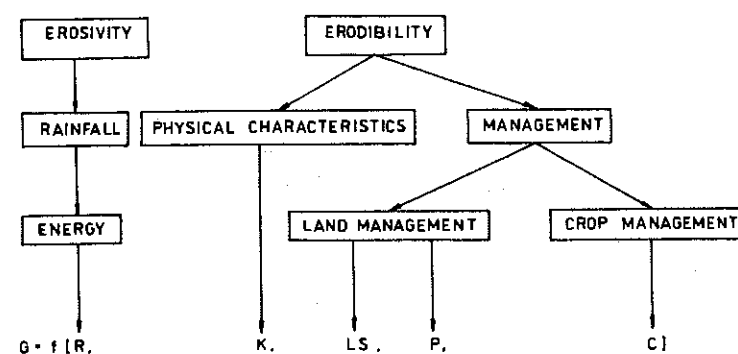 EROSIVITY
ERODIBILITY
RAINFALL
PHYSICAL CHARACTERISTICS
MANAGEMENT
ENERGY
LAND MANAGEMENT
CROP MANAGEMENT
G = f [R, K, LS, P, C]